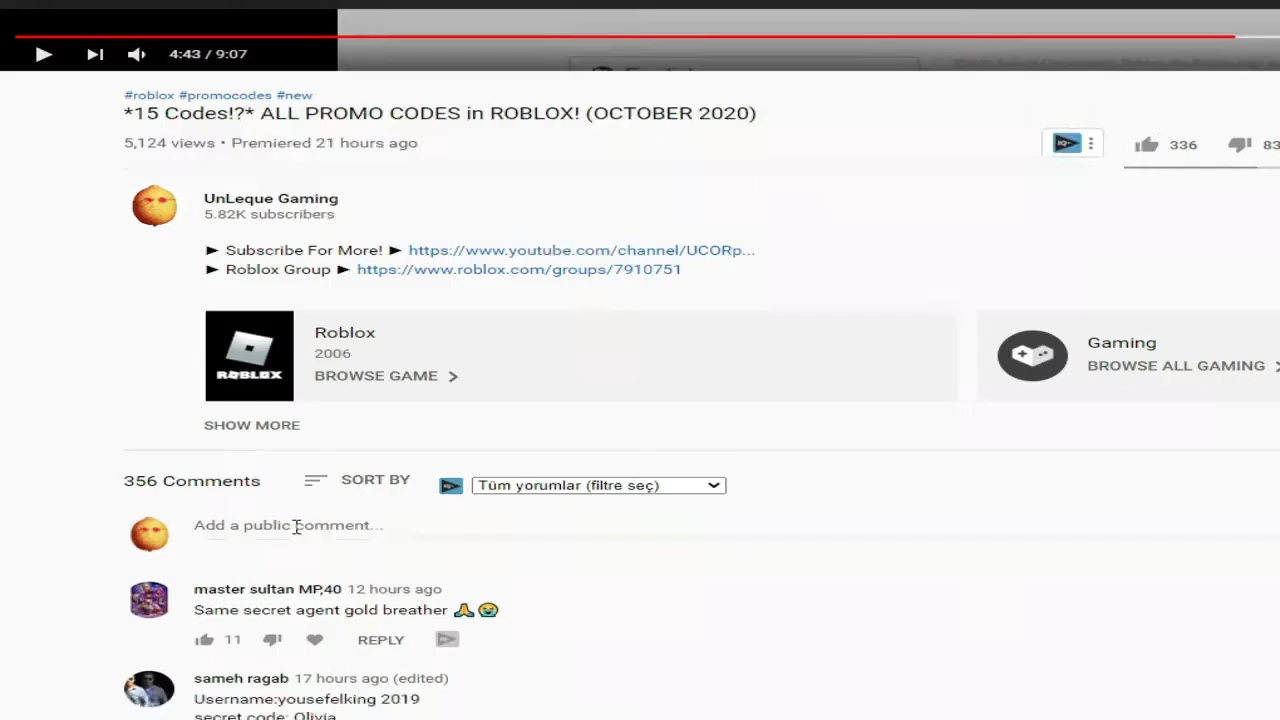 4:43 / 9:07
#roblox #promocodes #new
*15 Codes!?* ALL PROMO CODES in ROBLOX! (OCTOBER 2020)
5,124 views • Premiered 21 hours ago
336
83
UnLeque Gaming
5.82K subscribers
► Subscribe For More! ► https://www.youtube.com/channel/UCORp...
► Roblox Group ► https://www.roblox.com/groups/7910751
ROBLOX
Roblox
2006
BROWSE GAME
Gaming
BROWSE ALL GAMING
SHOW MORE
356 Comments
SORT BY
Tüm yorumlar (filtre seç)
Add a public comment...
master sultan MP,40 12 hours ago
Same secret agent gold breather 🙏😭
11
REPLY
sameh ragab 17 hours ago (edited)
Username:yousefelking 2019
secret code: Olivia